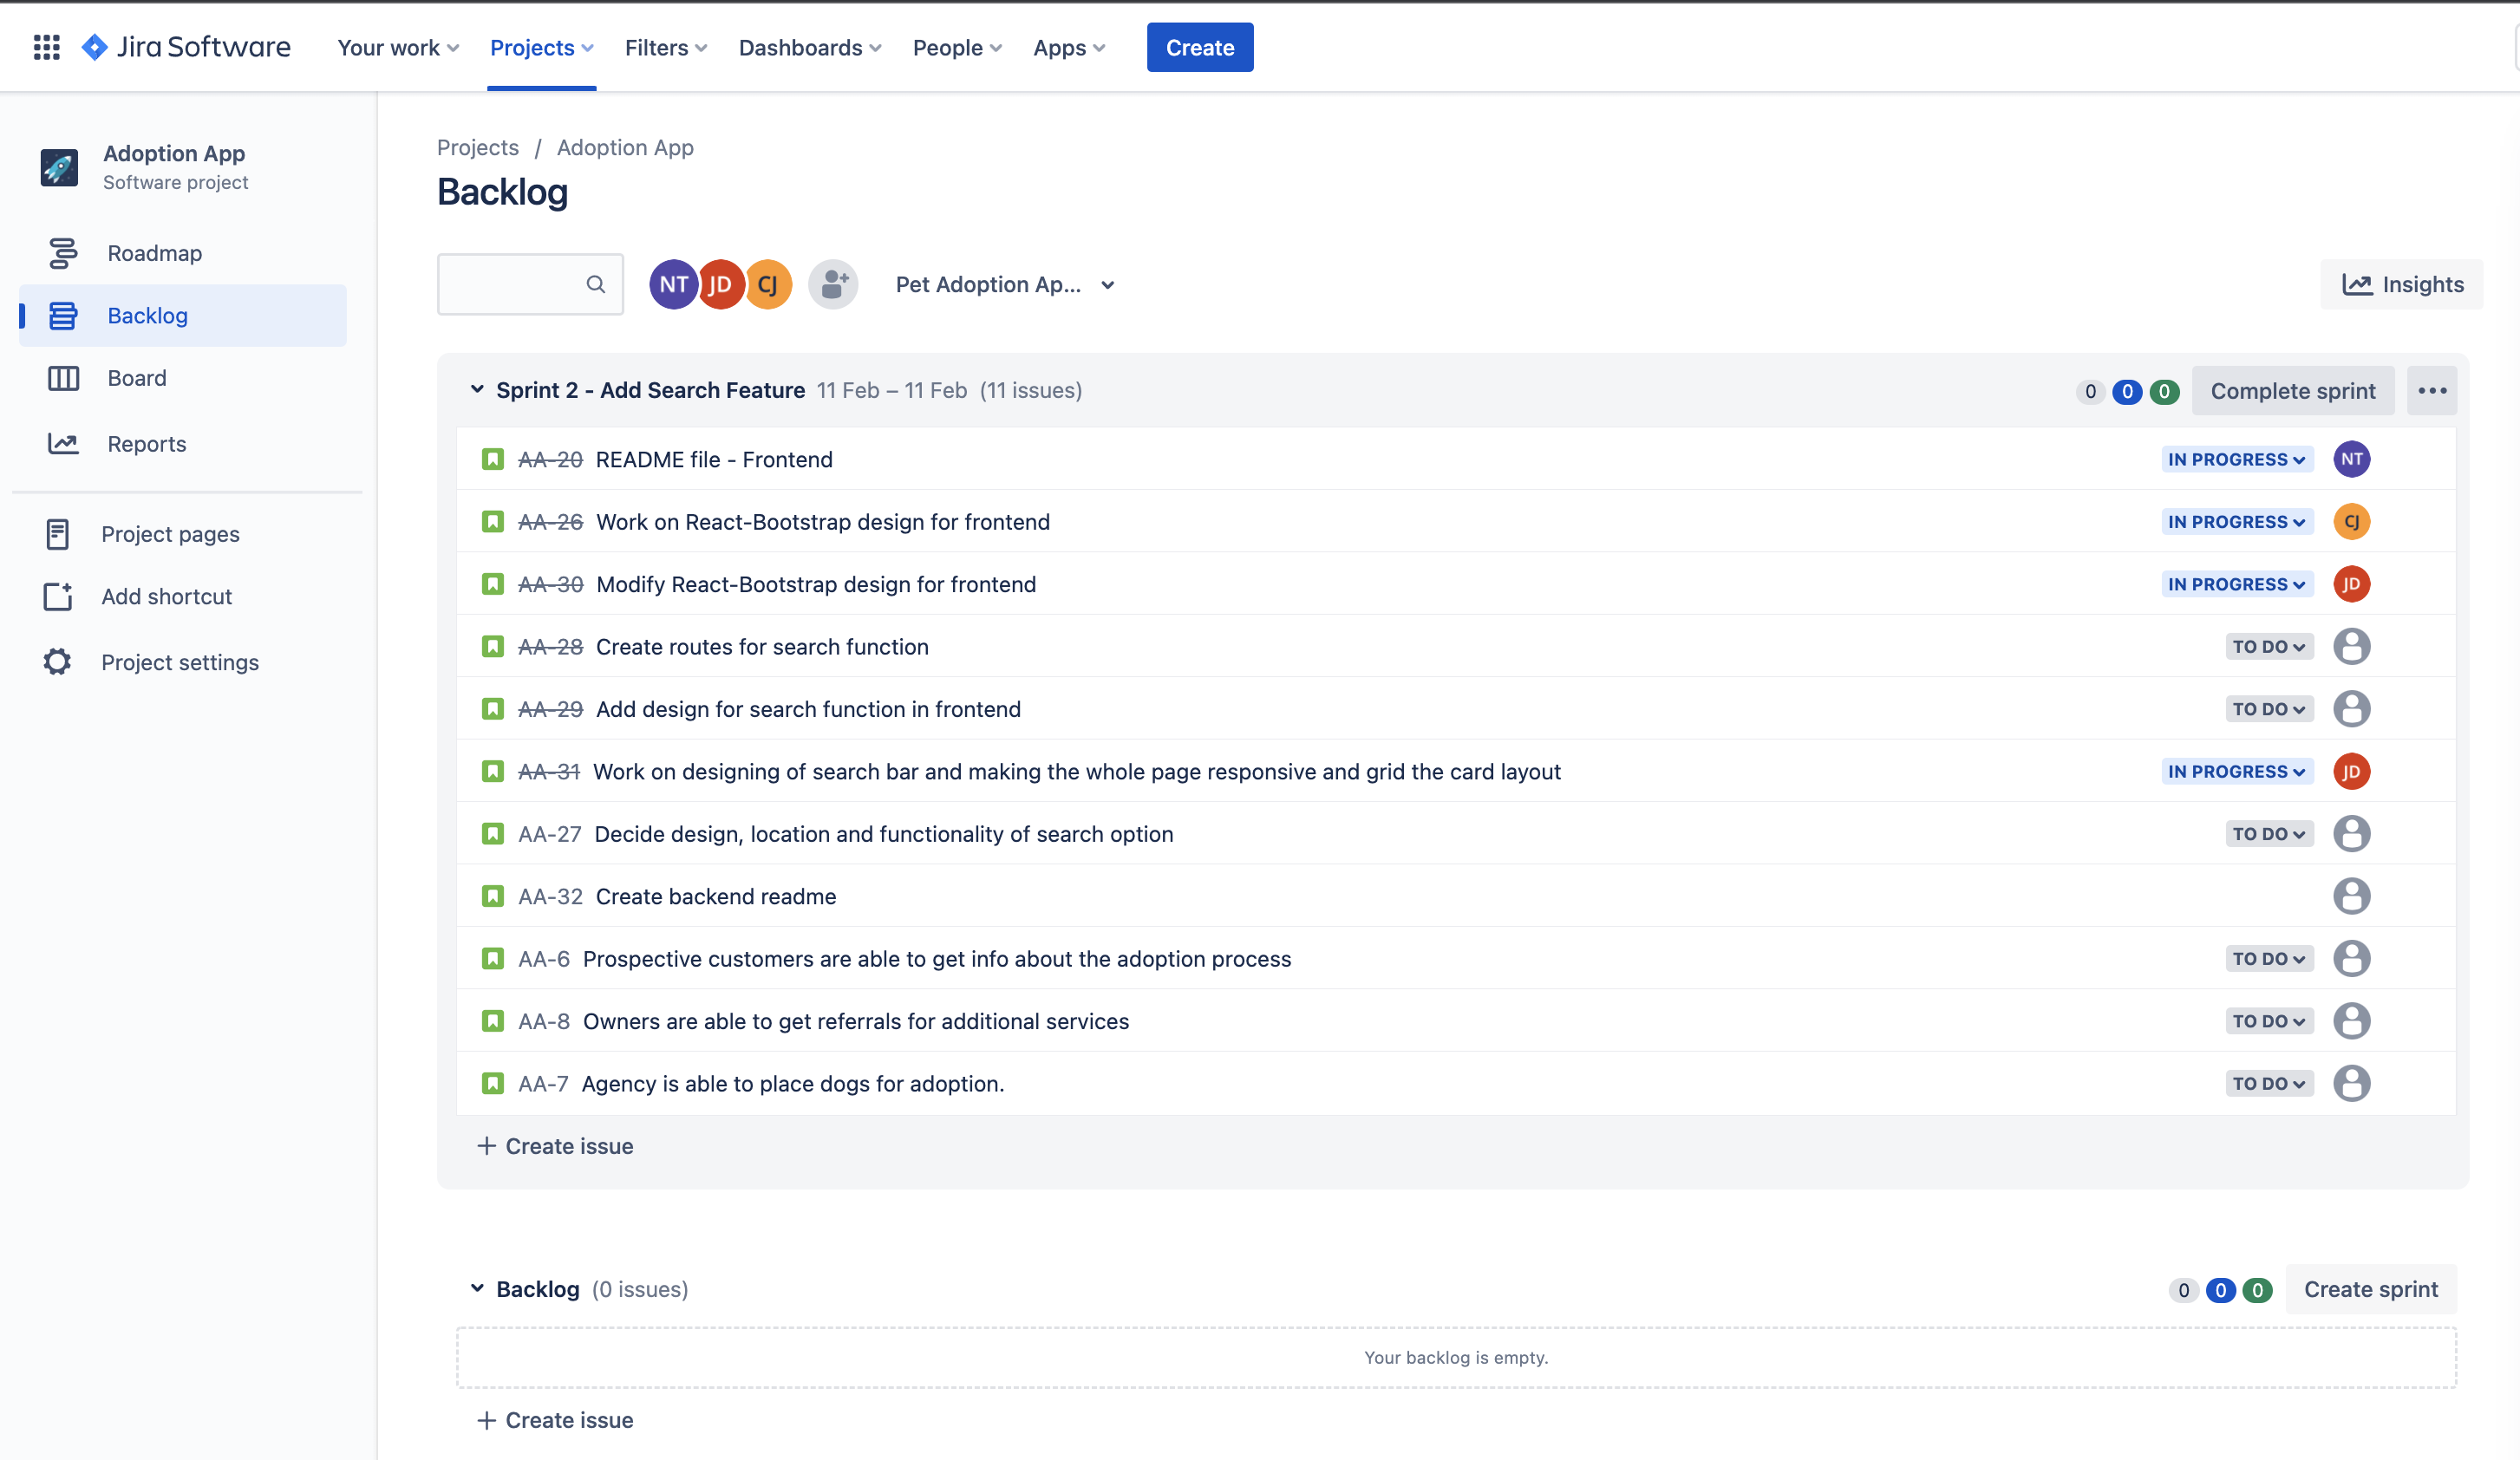 Jira Software Your work Projects Filters Dashboards People Apps Create
Adoption App
Software project
Roadmap
Backlog
Board
Reports
Project pages
Add shortcut
Project settings
Projects / Adoption App
Backlog
NT JD CJ Pet Adoption Ap... Insights
Sprint 2 - Add Search Feature 11 Feb – 11 Feb (11 issues) 0 0 0 Complete sprint
AA-20 README file - Frontend IN PROGRESS NT
AA-26 Work on React-Bootstrap design for frontend IN PROGRESS CJ
AA-30 Modify React-Bootstrap design for frontend IN PROGRESS JD
AA-28 Create routes for search function TO DO
AA-29 Add design for search function in frontend TO DO
AA-31 Work on designing of search bar and making the whole page responsive and grid the card layout IN PROGRESS JD
AA-27 Decide design, location and functionality of search option TO DO
AA-32 Create backend readme
AA-6 Prospective customers are able to get info about the adoption process TO DO
AA-8 Owners are able to get referrals for additional services TO DO
AA-7 Agency is able to place dogs for adoption. TO DO
+ Create issue
Backlog (0 issues) 0 0 0 Create sprint
Your backlog is empty.
+ Create issue